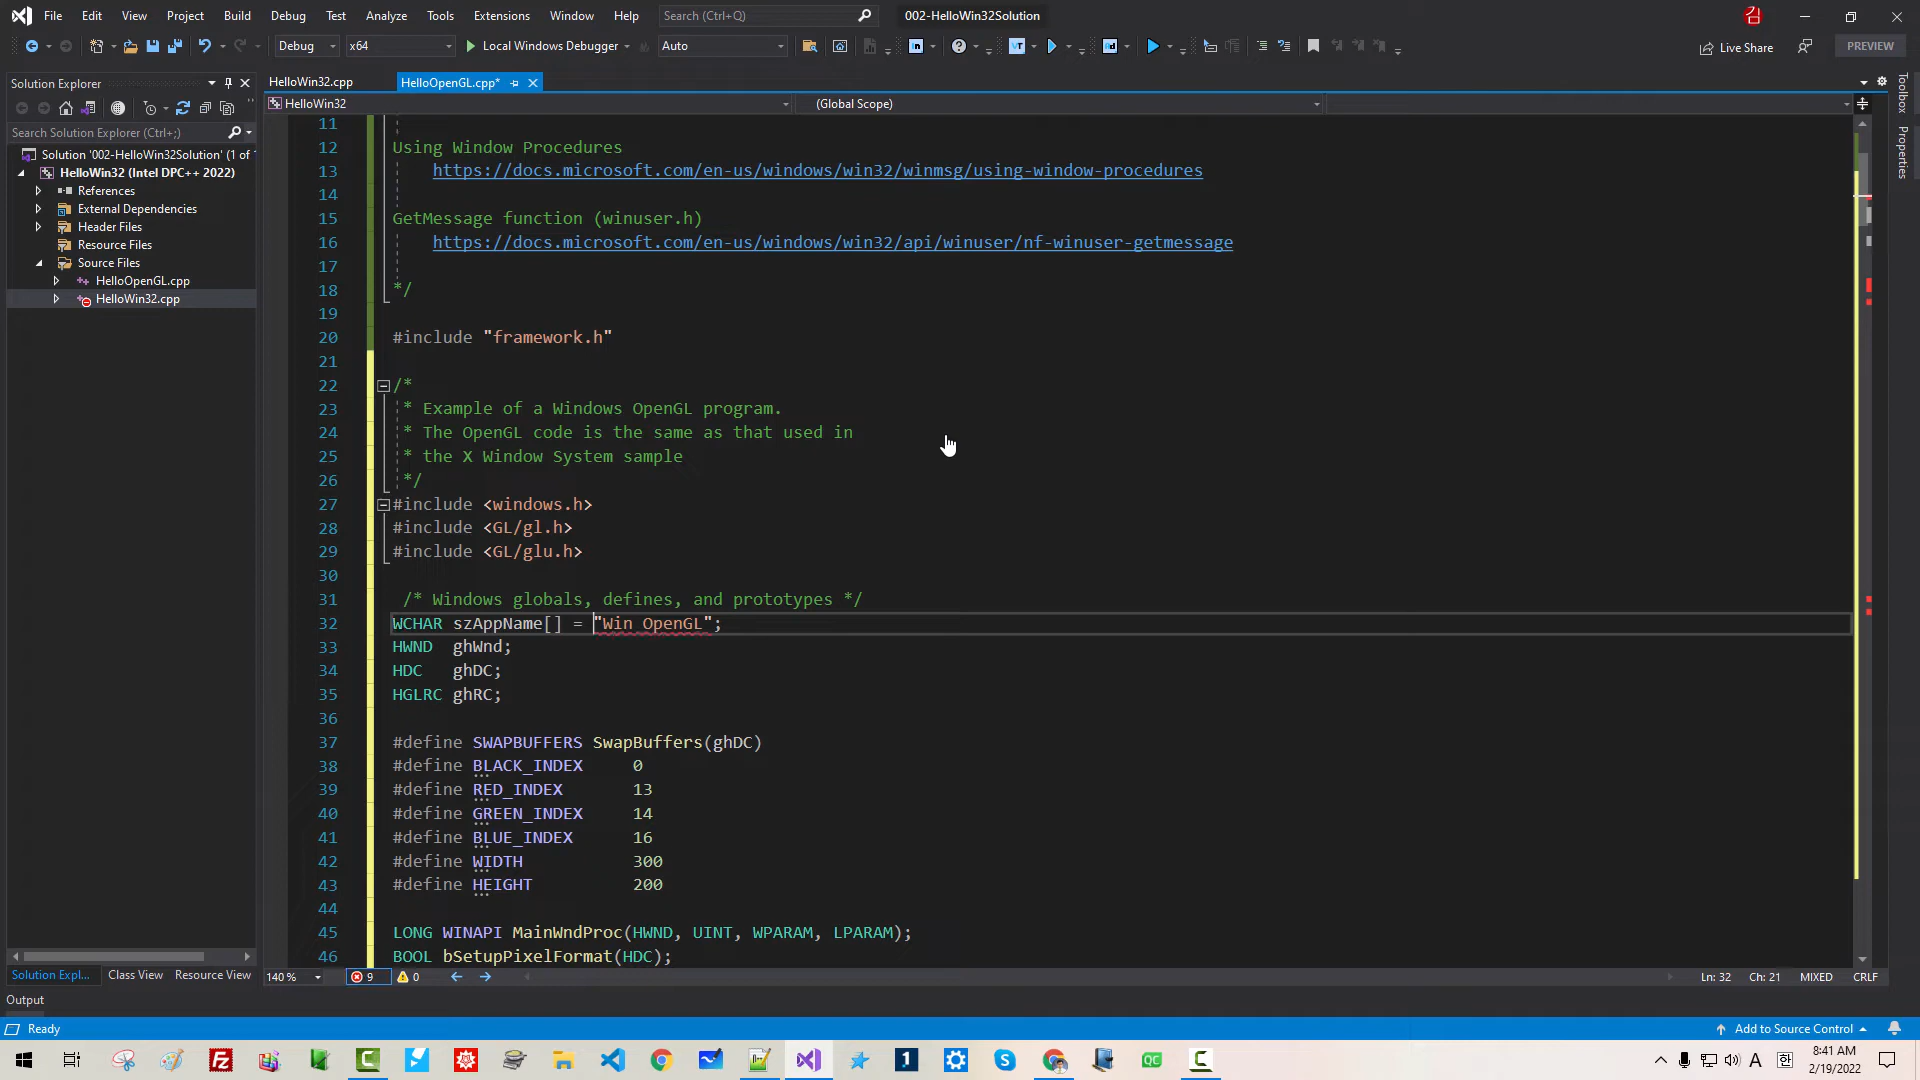 File Edit View Project Build Debug Test Analyze Tools Extensions Window Help Search (Ctrl+Q) 002-HelloWin32Solution
Debug x64 Local Windows Debugger Auto Live Share PREVIEW
Solution Explorer
Search Solution Explorer (Ctrl+;)
Solution '002-HelloWin32Solution' (1 of 1
HelloWin32 (Intel DPC++ 2022)
References
External Dependencies
Header Files
Resource Files
Source Files
HelloOpenGL.cpp
HelloWin32.cpp
Solution Expl... Class View Resource View
HelloWin32.cpp HelloOpenGL.cpp*
HelloWin32 (Global Scope)
11
12 Using Window Procedures
13 https://docs.microsoft.com/en-us/windows/win32/winmsg/using-window-procedures
14
15 GetMessage function (winuser.h)
16 https://docs.microsoft.com/en-us/windows/win32/api/winuser/nf-winuser-getmessage
17
18 */
19
20 #include "framework.h"
21
22 /*
23 * Example of a Windows OpenGL program.
24 * The OpenGL code is the same as that used in
25 * the X Window System sample
26 */
27 #include <windows.h>
28 #include <GL/gl.h>
29 #include <GL/glu.h>
30
31 /* Windows globals, defines, and prototypes */
32 WCHAR szAppName[] = "Win OpenGL";
33 HWND ghWnd;
34 HDC ghDC;
35 HGLRC ghRC;
36
37 #define SWAPBUFFERS SwapBuffers(ghDC)
38 #define BLACK_INDEX 0
39 #define RED_INDEX 13
40 #define GREEN_INDEX 14
41 #define BLUE_INDEX 16
42 #define WIDTH 300
43 #define HEIGHT 200
44
45 LONG WINAPI MainWndProc(HWND, UINT, WPARAM, LPARAM);
46 BOOL bSetupPixelFormat(HDC);
140 % 9 0 Ln: 32 Ch: 21 MIXED CRLF
Toolbox
Properties
Output
Ready Add to Source Control
A 한 8:41 AM
2/19/2022